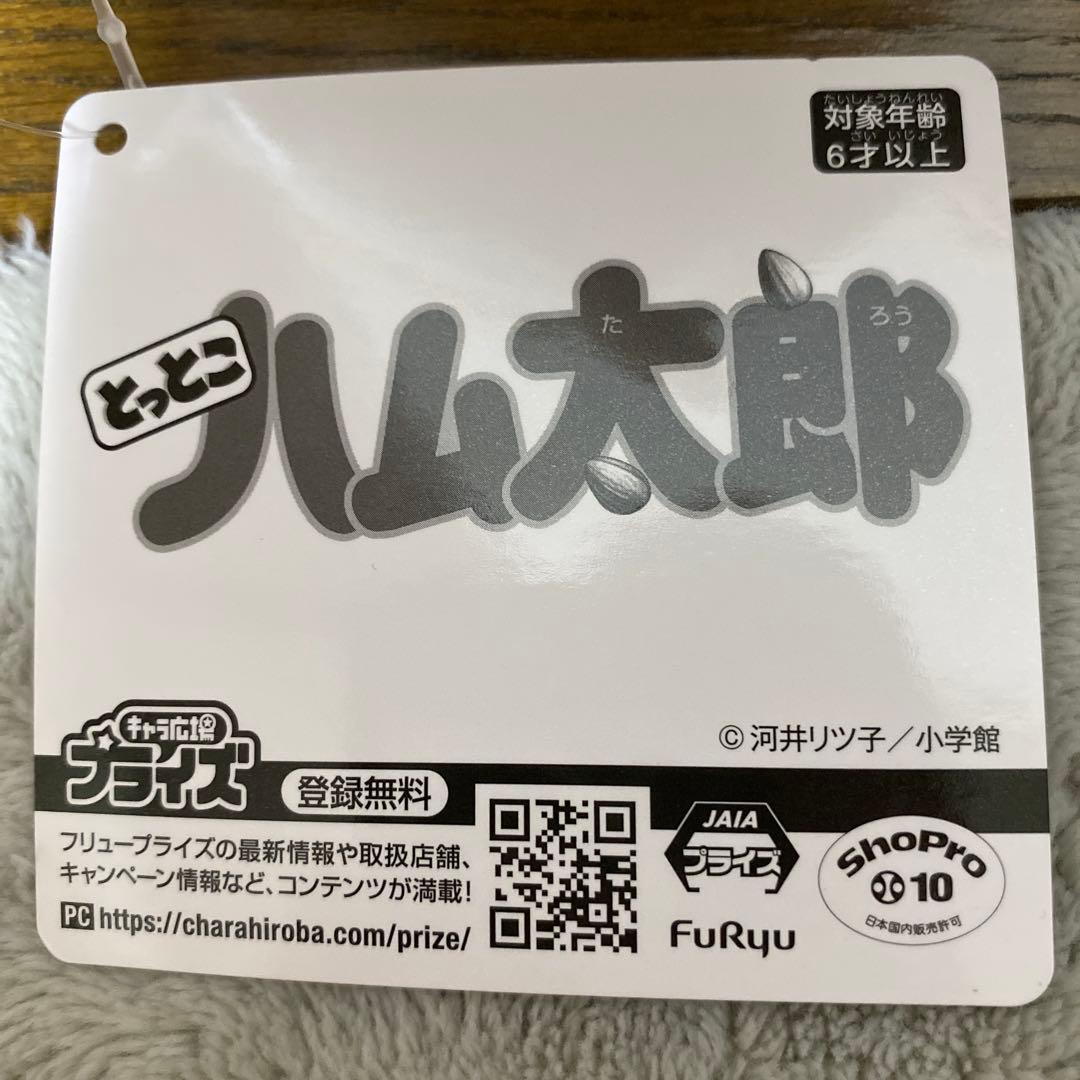 たいしょうねんれい
対象年齢
さい いじょう
6才以上
とっとこ
ハム太郎
た
ろう
© 河井リツ子／小学館
キャラ広場
プライズ
登録無料
フリュープライズの最新情報や取扱店舗、
キャンペーン情報など、コンテンツが満載！
PC https://charahiroba.com/prize/
JAIA
プライズ
FuRyu
ShoPro
10
日本国内販売許可